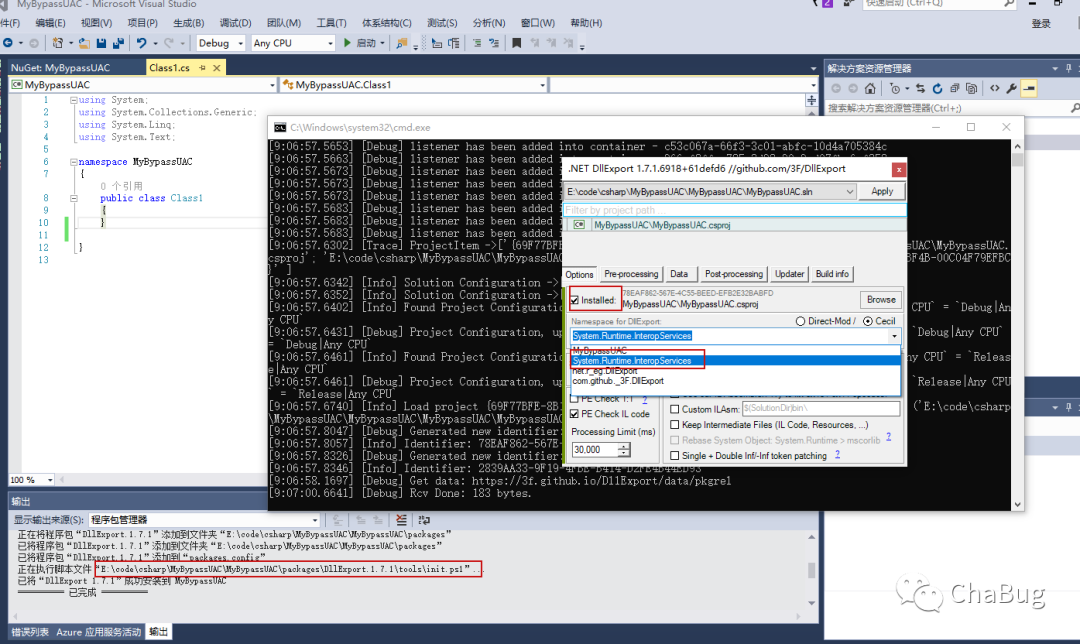 MyBypassUAC - Microsoft Visual Studio
快速启动 (Ctrl+Q)
件(F) 编辑(E) 视图(V) 项目(P) 生成(B) 调试(D) 团队(M) 工具(T) 体系结构(C) 测试(S) 分析(N) 窗口(W) 帮助(H)
登录
Debug Any CPU 启动
NuGet: MyBypassUAC Class1.cs
MyBypassUAC MyBypassUAC.Class1
1 using System;
2 using System.Collections.Generic;
3 using System.Linq;
4 using System.Text;
5
6 namespace MyBypassUAC
7 {
0 个引用
8 public class Class1
9 {
10 }
11
12 }
13
100 %
解决方案资源管理器
搜索解决方案资源管理器(Ctrl+;)
C:\Windows\system32\cmd.exe
[9:06:57.5653] [Debug] listener has been added into container - c53c067a-66f3-3c01-abfc-10d4a705384c
[9:06:57.5663] [Debug] listener has been added into
[9:06:57.5663] [Debug] listener has been
[9:06:57.5673] [Debug] listener has been
[9:06:57.5673] [Debug] listener has been
[9:06:57.5683] [Debug] listener has been
[9:06:57.5683] [Debug] listener has been
[9:06:57.6302] [Trace] ProjectItem ->['{69F77BF
csproj'; 'E:\code\csharp\MyBypassUAC\MyBypassUAC
}' ]
[9:06:57.6342] [Info] Solution Configuration ->
[9:06:57.6352] [Info] Solution Configuration ->
[9:06:57.6402] [Info] Found Project Configuratio
y CPU`
[9:06:57.6431] [Debug] Project Configuration, up
= `Debug|Any CPU`
[9:06:57.6461] [Info] Found Project Configuratio
e|Any CPU`
[9:06:57.6461] [Debug] Project Configuration, up
= `Release|Any CPU`
[9:06:57.6740] [Info] Load project {69F77BFE-8B
\MyBypassUAC\MyBypassUAC\MyBypassUAC
[9:06:57.8047] [Debug] Generated new identifier:
[9:06:57.8057] [Info] Identifier: 78EAF862-567E-
[9:06:57.8326] [Debug] Generated new identifier:
[9:06:57.8346] [Info] Identifier: 2839AA33-9F19-4FBE-B414-D2FE4B44ED93
[9:06:58.1697] [Debug] Get data: https://3f.github.io/DllExport/data/pkgrel
[9:07:00.6641] [Debug] Rcv Done: 183 bytes.
UAC\MyBypassUAC.
BF4B-00C04F79EFBC
CPU` = `Debug|An
`Debug|Any CPU`
ny CPU` = `Releas
`Release|Any CPU`
('E:\code\csharp
.NET DllExport 1.7.1.6918+61defd6 //github.com/3F/DllExport
E:\code\csharp\MyBypassUAC\MyBypassUAC\MyBypassUAC.sln Apply
Filter by project path
MyBypassUAC\MyBypassUAC.csproj
Options Pre-processing Data Post-processing Updater Build info
Installed: 78EAF862-567E-4C55-BEED-EFB2E32BABFD
MyBypassUAC\MyBypassUAC.csproj
Browse
Namespace for DllExport: Direct-Mod / Cecil
System.Runtime.InteropServices
MyBypassUAC
System.Runtime.InteropServices
net.r_eg.DllExport
com.github._3F.DllExport
PE Check 1:1 ?
PE Check IL code
Processing Limit (ms)
30,000
Custom ILAsm: $(SolutionDir)bin\
Keep Intermediate Files (IL Code, Resources, ...)
Rebase System Object: System.Runtime > mscorlib ?
Single + Double Inf/-Inf token patching ?
输出
显示输出来源(S): 程序包管理器
正在将程序包“DllExport.1.7.1”添加到文件夹“E:\code\csharp\MyBypassUAC\MyBypassUAC\packages”
已将程序包“DllExport.1.7.1”添加到文件夹“E:\code\csharp\MyBypassUAC\MyBypassUAC\packages”
已将程序包“DllExport.1.7.1”添加到“packages.config”
正在执行脚本文件“E:\code\csharp\MyBypassUAC\MyBypassUAC\packages\DllExport.1.7.1\tools\init.ps1”...
已将“DllExport 1.7.1”成功安装到 MyBypassUAC
========== 已完成 ==========
错误列表 Azure 应用服务活动 输出
ChaBug